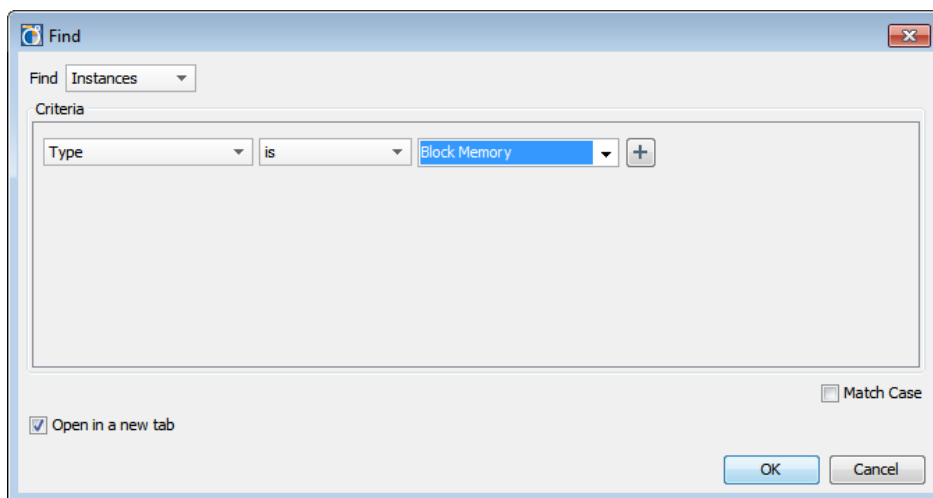 Find
Find Instances
Criteria
Type is Block Memory +
Match Case
Open in a new tab
OK Cancel